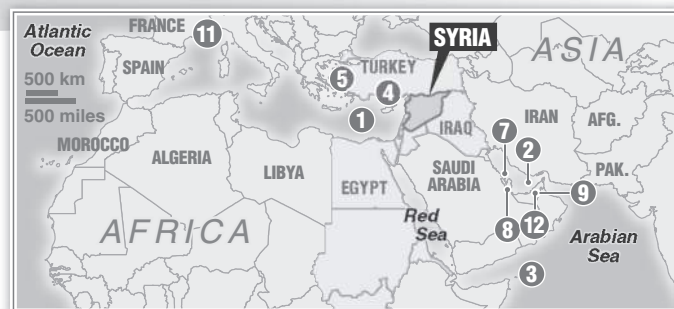 Atlantic
Ocean
FRANCE
11
SPAIN
500 km
500 miles
MOROCCO
ALGERIA
LIBYA
EGYPT
AFRICA
5
TURKEY
4
1
SYRIA
IRAQ
SAUDI
ARABIA
Red
Sea
ASIA
IRAN
AFG.
PAK.
7
2
9
8
12
3
Arabian
Sea